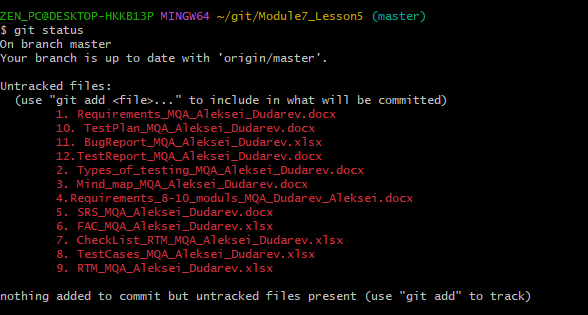 ZEN_PC@DESKTOP-HKKB13P MINGW64 ~/git/Module7_Lesson5 (master)
$ git status
On branch master
Your branch is up to date with 'origin/master'.
Untracked files:
(use "git add <file>..." to include in what will be committed)
1. Requirements_MQA_Aleksei_Dudarev.docx
10. TestPlan_MQA_Aleksei_Dudarev.docx
11. BugReport_MQA_Aleksei_Dudarev.xlsx
12.TestReport_MQA_Aleksei_Dudarev.docx
2. Types_of_testing_MQA_Aleksei_Dudarev.docx
3. Mind_map_MQA_Aleksei_Dudarev.docx
4.Requirements_8-10_moduls_MQA_Dudarev_Aleksei.docx
5. SRS_MQA_Aleksei_Dudarev.docx
6. FAC_MQA_Aleksei_Dudarev.xlsx
7. CheckList_RTM_MQA_Aleksei_Dudarev.xlsx
8. TestCases_MQA_Aleksei_Dudarev.xlsx
9. RTM_MQA_Aleksei_Dudarev.xlsx
nothing added to commit but untracked files present (use "git add" to track)